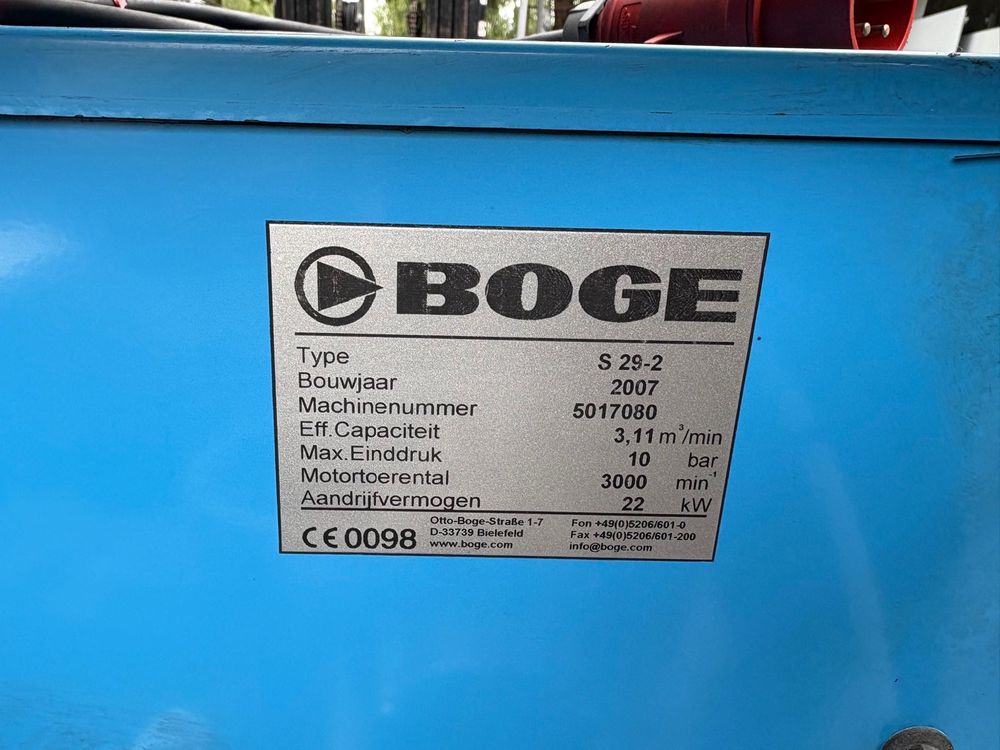 BOGE
Type S 29-2
Bouwjaar 2007
Machinenummer 5017080
Eff.Capaciteit 3,11 m³/min
Max.Einddruk 10 bar
Motortoerental 3000 min⁻¹
Aandrijfvermogen 22 kW
CE 0098
Otto-Boge-Straße 1-7 Fon +49(0)5206/601-0
D-33739 Bielefeld Fax +49(0)5206/601-200
www.boge.com info@boge.com